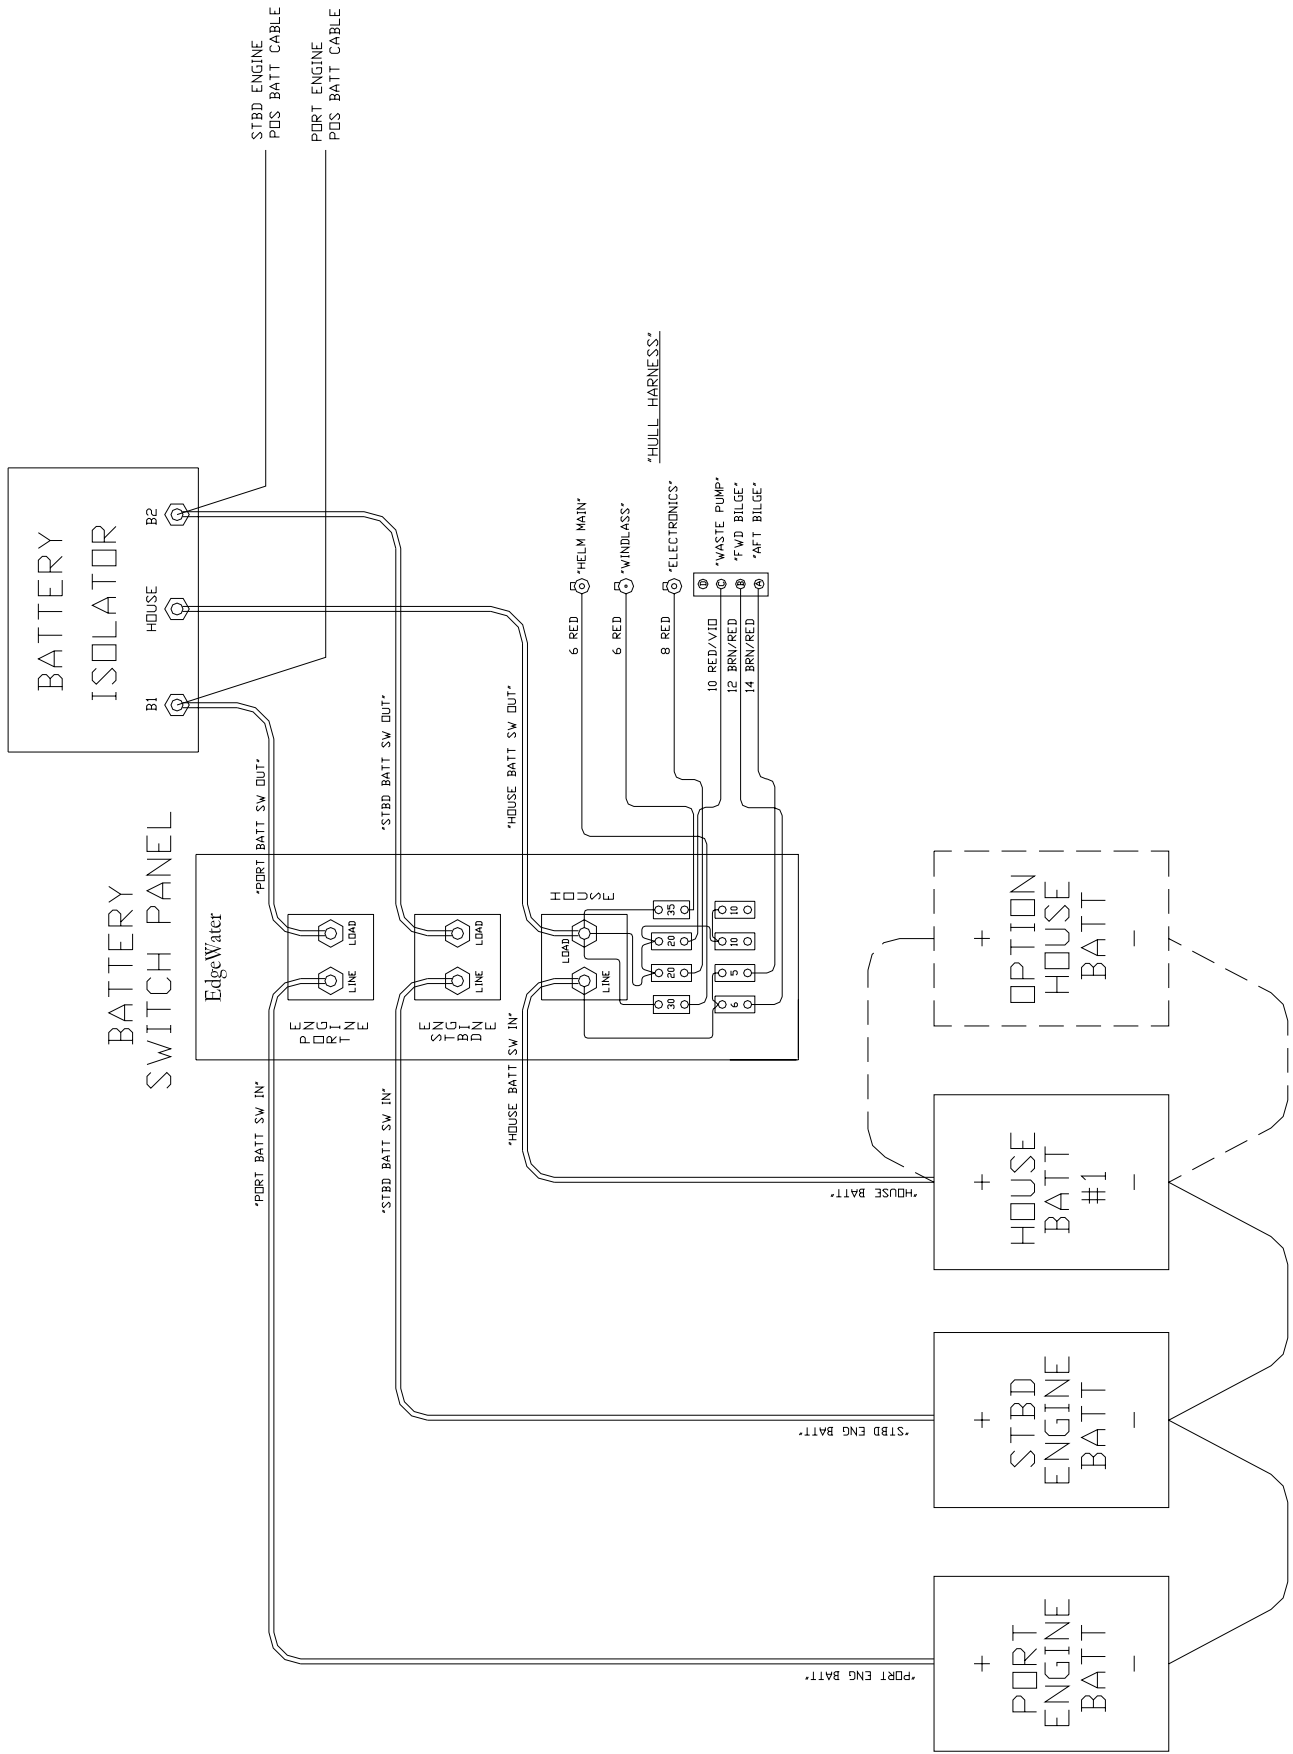 STBD ENGINE
POS BATT CABLE
PORT ENGINE
POS BATT CABLE
BATTERY
ISOLATOR
B1
HOUSE
B2
BATTERY
SWITCH PANEL
EdgeWater
"PORT BATT SW OUT"
"STBD BATT SW OUT"
"HOUSE BATT SW OUT"
PORT
ENGINE
LINE
LOAD
STBD
ENGINE
LINE
LOAD
HOUSE
LINE
LOAD
30
20
20
35
6
5
10
10
"HULL HARNESS"
6 RED
"HELM MAIN"
6 RED
"WINDLASS"
8 RED
"ELECTRONICS"
D
10 RED/VIO
C
"WASTE PUMP"
12 BRN/RED
B
"FWD BILGE"
14 BRN/RED
A
"AFT BILGE"
"PORT BATT SW IN"
"STBD BATT SW IN"
"HOUSE BATT SW IN"
"PORT ENG BATT"
"STBD ENG BATT"
"HOUSE BATT"
+
PORT
ENGINE
BATT
-
+
STBD
ENGINE
BATT
-
+
HOUSE
BATT
#1
-
+
OPTION
HOUSE
BATT
-